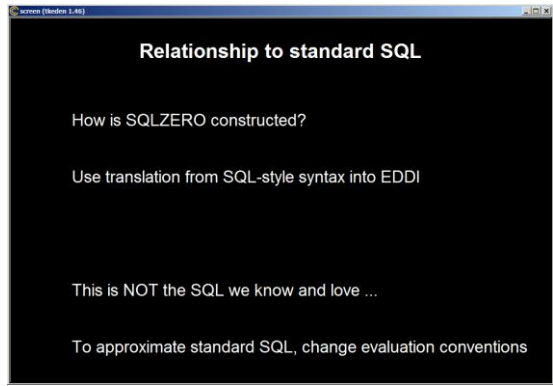 screen (tkeden 1.46)
Relationship to standard SQL
How is SQLZERO constructed?
Use translation from SQL-style syntax into EDDI
This is NOT the SQL we know and love ...
To approximate standard SQL, change evaluation conventions